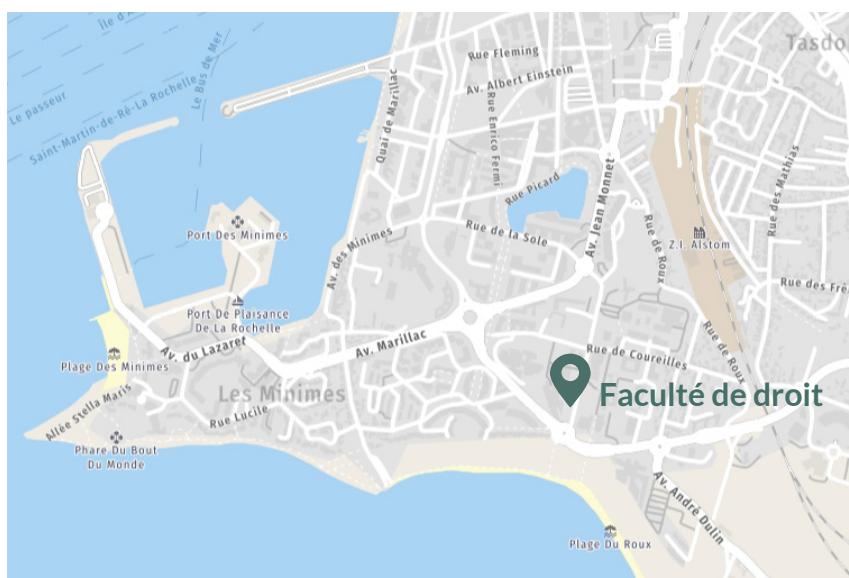 Île d'A
Le passeur
Le Bus de Mer
Saint-Martin-de-Ré-La Rochelle
Quai de Marillac
Rue Fleming
Av. Albert Einstein
Rue Enrico Fermi
Tasdo
Rue Picard
Av. Jean Monnet
Rue des Mathias
Port Des Minimes
Av. des Minimes
Rue de la Sole
Rue de Roux
Z.I. Alstom
Rue des Frê
Port De Plaisance
De La Rochelle
Av. du Lazaret
Av. Marillac
Rue de Roux
Plage Des Minimes
Rue de Coureilles
Les Minimes
Faculté de droit
Allée Stella Maris
Rue Lucile
Phare Du Bout
Du Monde
Av. André Dulin
Plage Du Roux